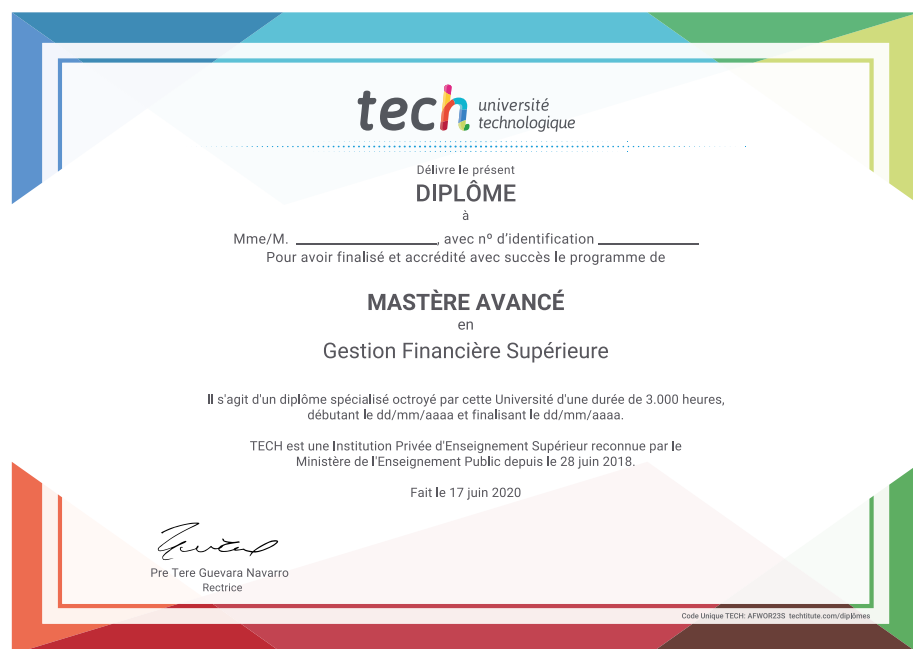 tech université
technologique
Délivre le présent
DIPLÔME
à
Mme/M. ____________________, avec nº d'identification ______________
Pour avoir finalisé et accrédité avec succès le programme de
MASTÈRE AVANCÉ
en
Gestion Financière Supérieure
Il s'agit d'un diplôme spécialisé octroyé par cette Université d'une durée de 3.000 heures,
débutant le dd/mm/aaaa et finalisant le dd/mm/aaaa.
TECH est une Institution Privée d'Enseignement Supérieur reconnue par le
Ministère de l'Enseignement Public depuis le 28 juin 2018.
Fait le 17 juin 2020
Pre Tere Guevara Navarro
Rectrice
Code Unique TECH: AFWOR23S techtitute.com/diplômes